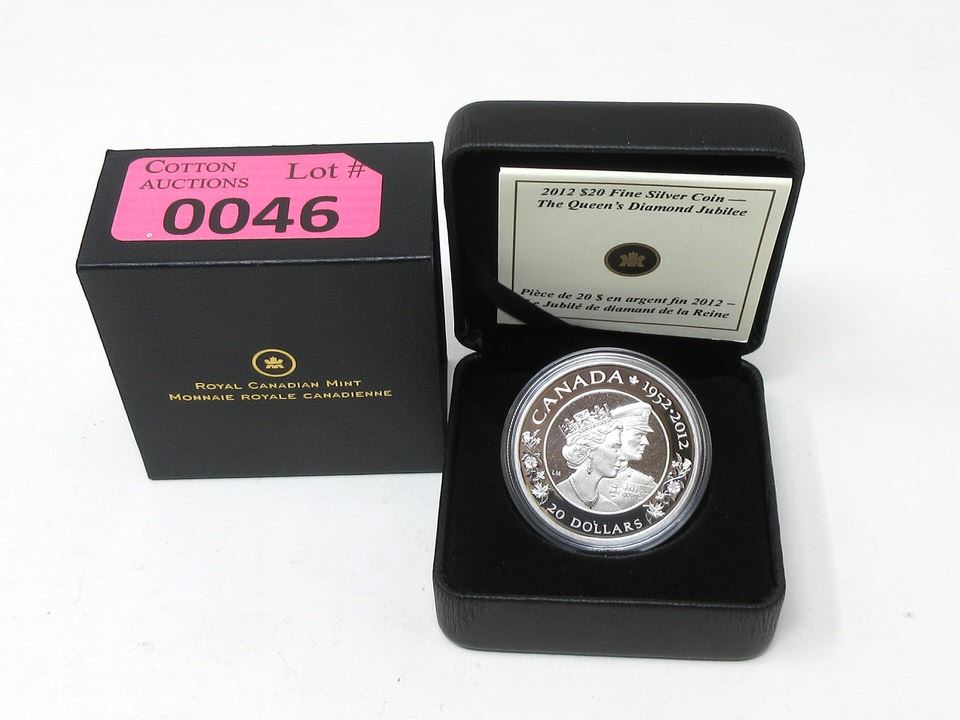 COTTON
AUCTIONS
Lot #
0046
ROYAL CANADIAN MINT
MONNAIE ROYALE CANADIENNE
2012 $20 Fine Silver Coin —
The Queen's Diamond Jubilee
Pièce de 20 $ en argent fin 2012 –
Jubilé de diamant de la Reine
CANADA 1952·2012
LM
20 DOLLARS